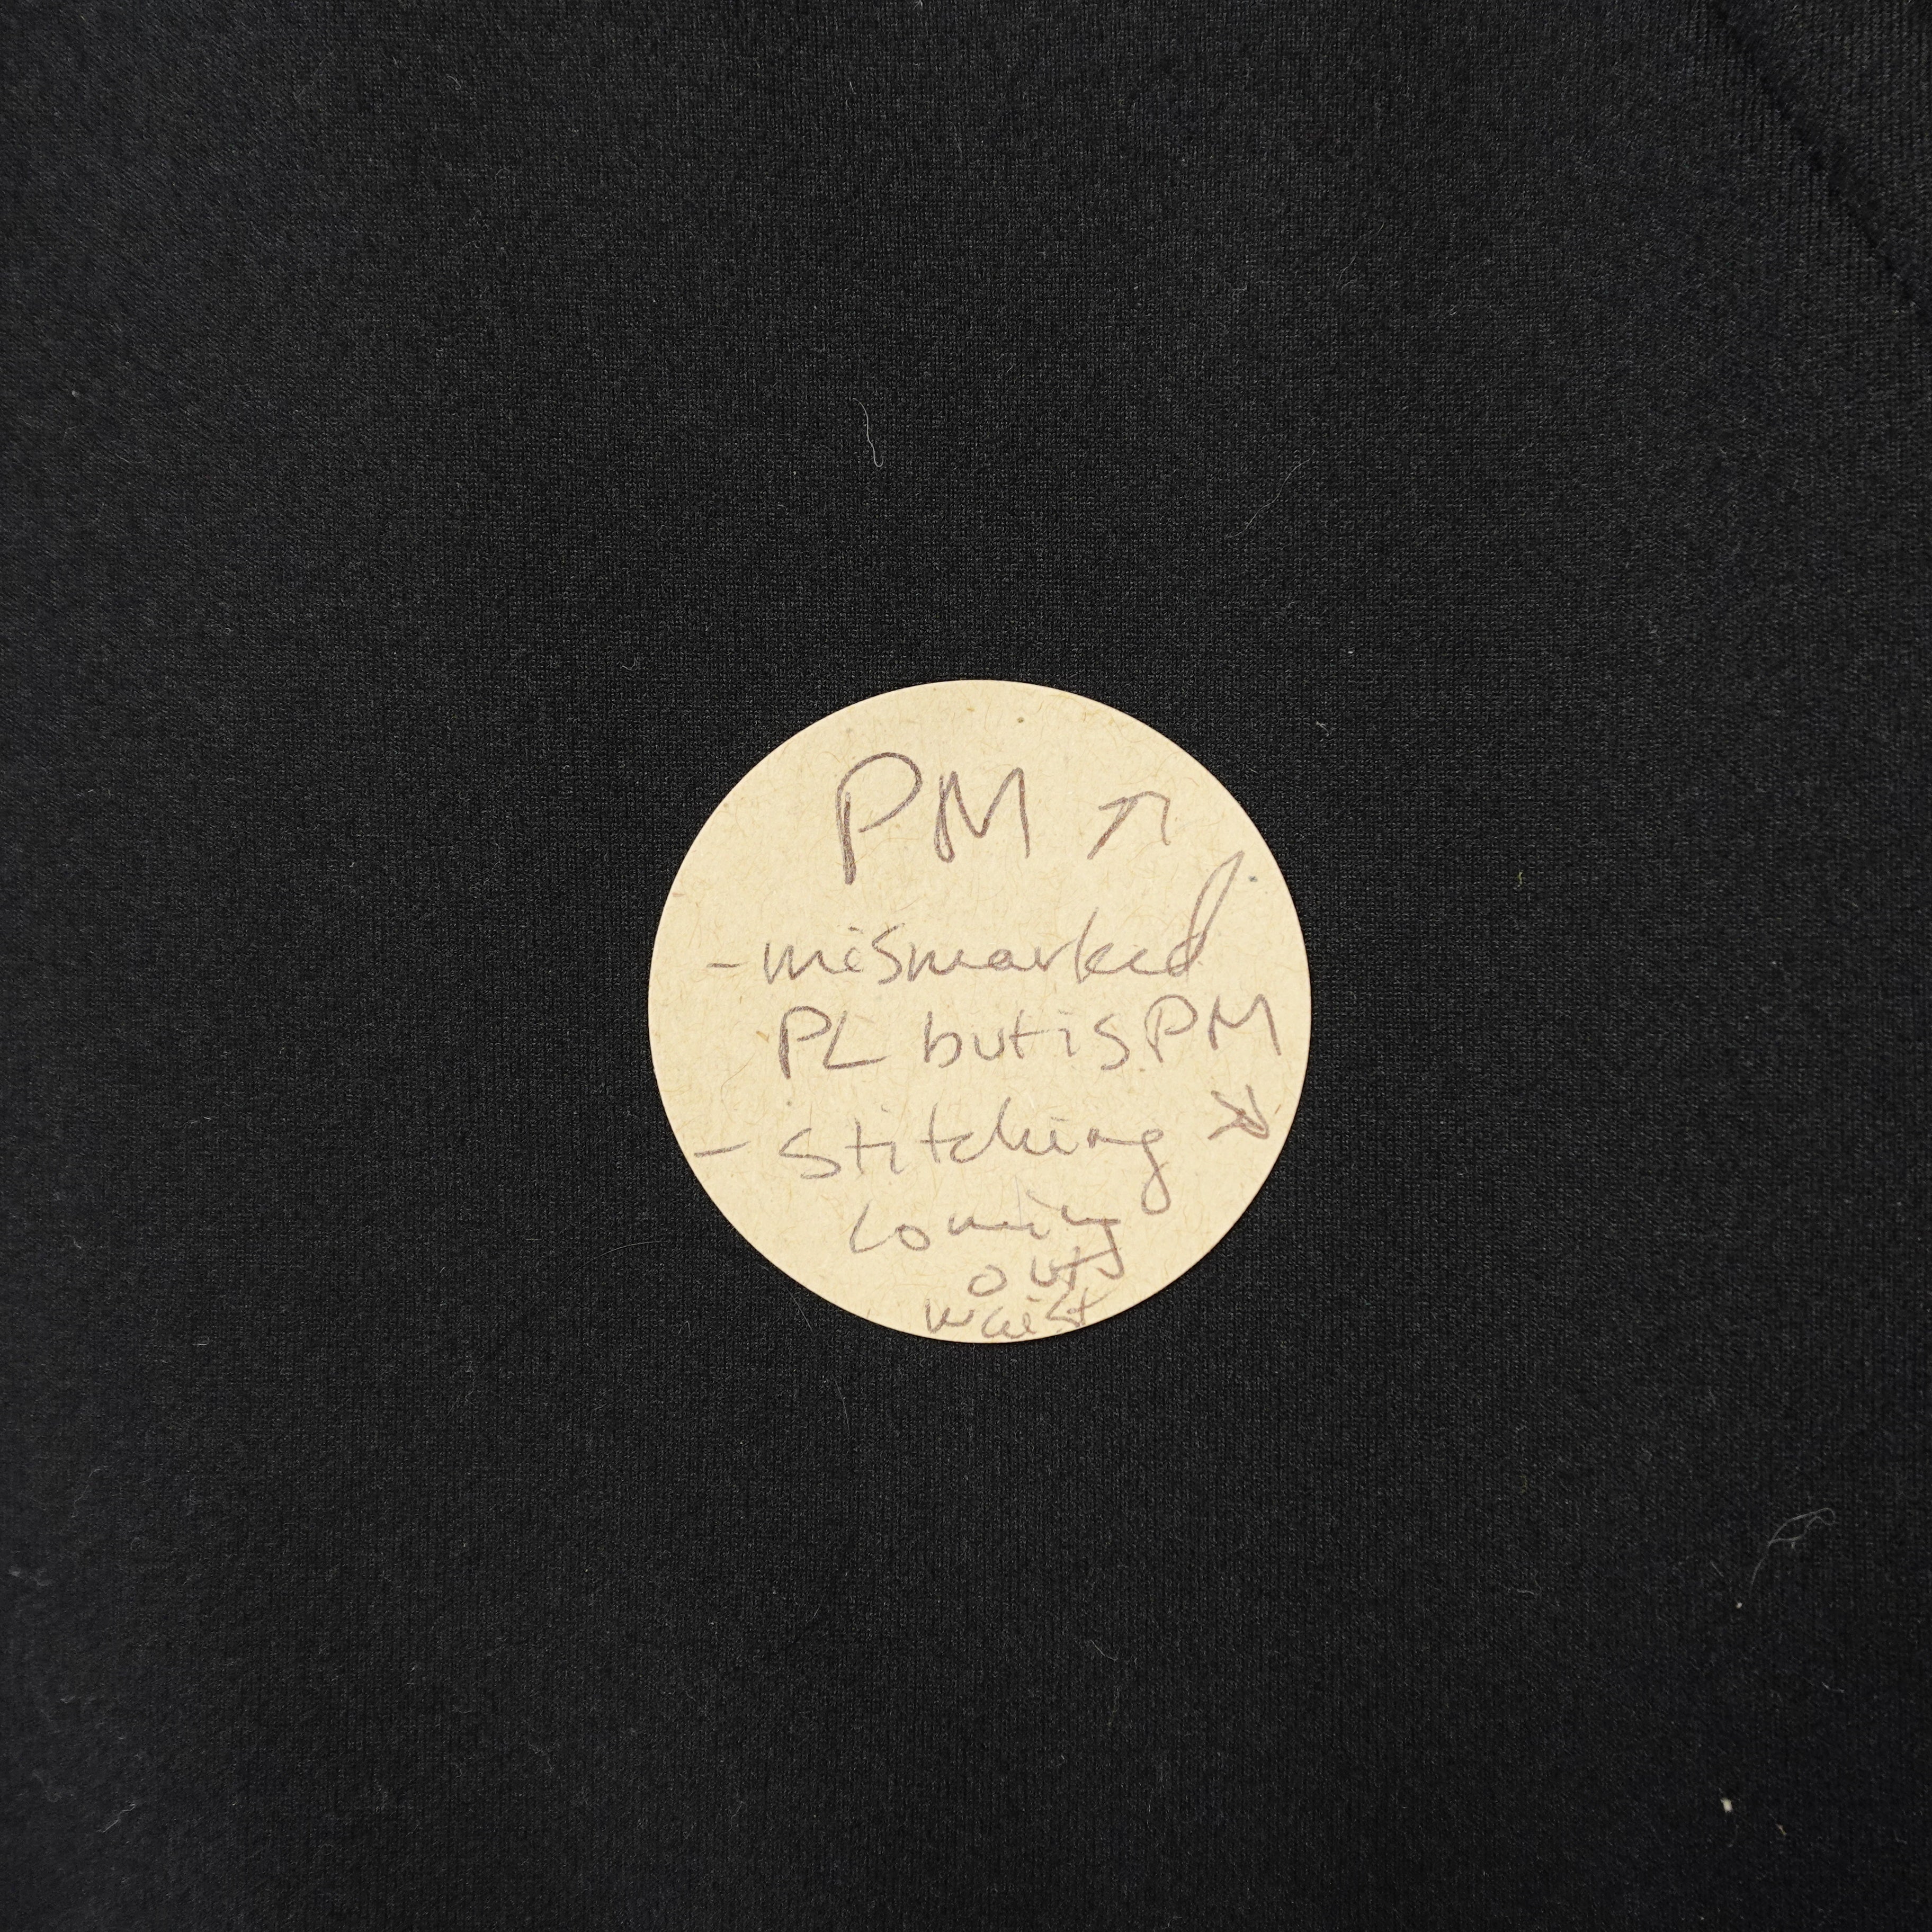 PM ↗
- mismarked
PL but is PM
- stitching ↘
coming
out
waist